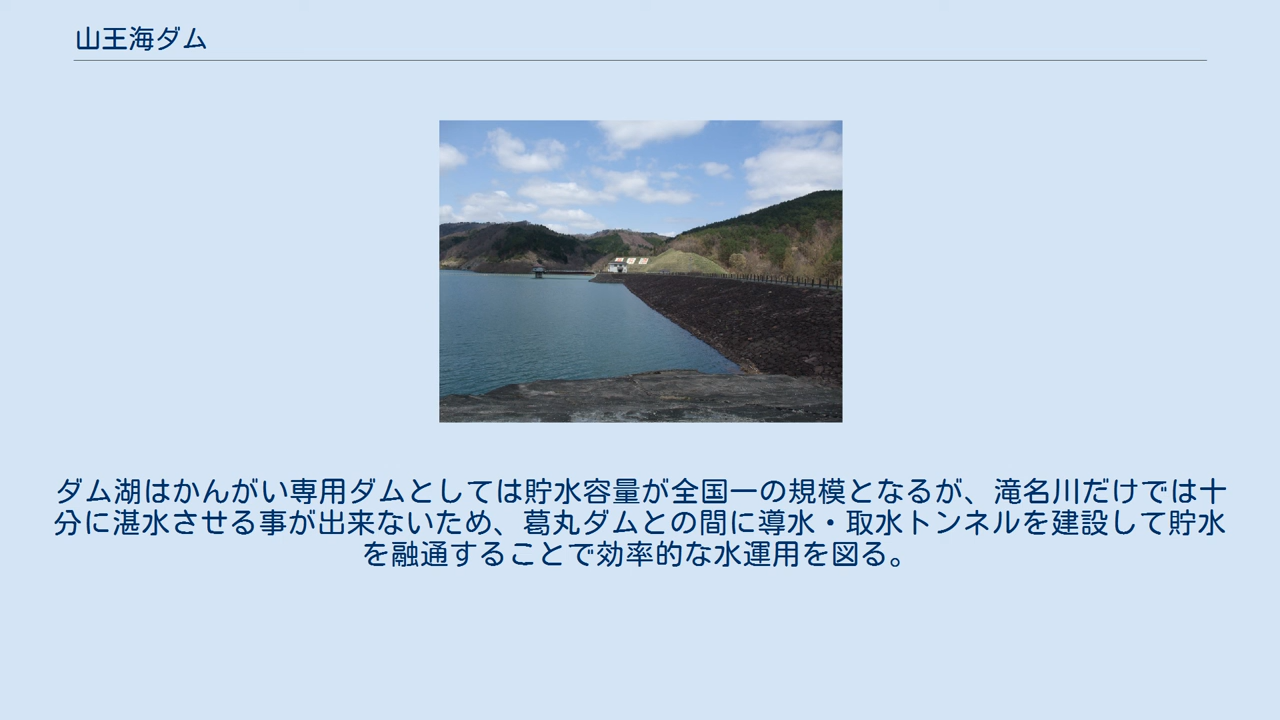 山王海ダム
ダム湖はかんがい専用ダムとしては貯水容量が全国一の規模となるが、滝名川だけでは十
分に湛水させる事が出来ないため、葛丸ダムとの間に導水・取水トンネルを建設して貯水
を融通することで効率的な水運用を図る。